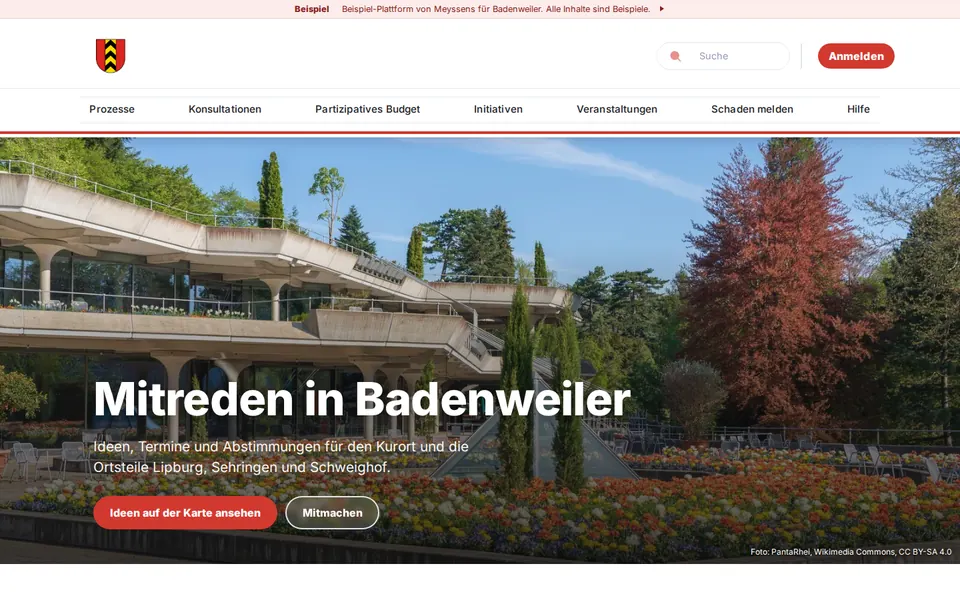 Beispiel Beispiel-Plattform von Meyssens für Badenweiler. Alle Inhalte sind Beispiele.
Suche
Anmelden
Prozesse Konsultationen Partizipatives Budget Initiativen Veranstaltungen Schaden melden Hilfe
Mitreden in Badenweiler
Ideen, Termine und Abstimmungen für den Kurort und die
Ortsteile Lipburg, Sehringen und Schweighof.
Ideen auf der Karte ansehen Mitmachen
Foto: PantaRhei, Wikimedia Commons, CC BY-SA 4.0